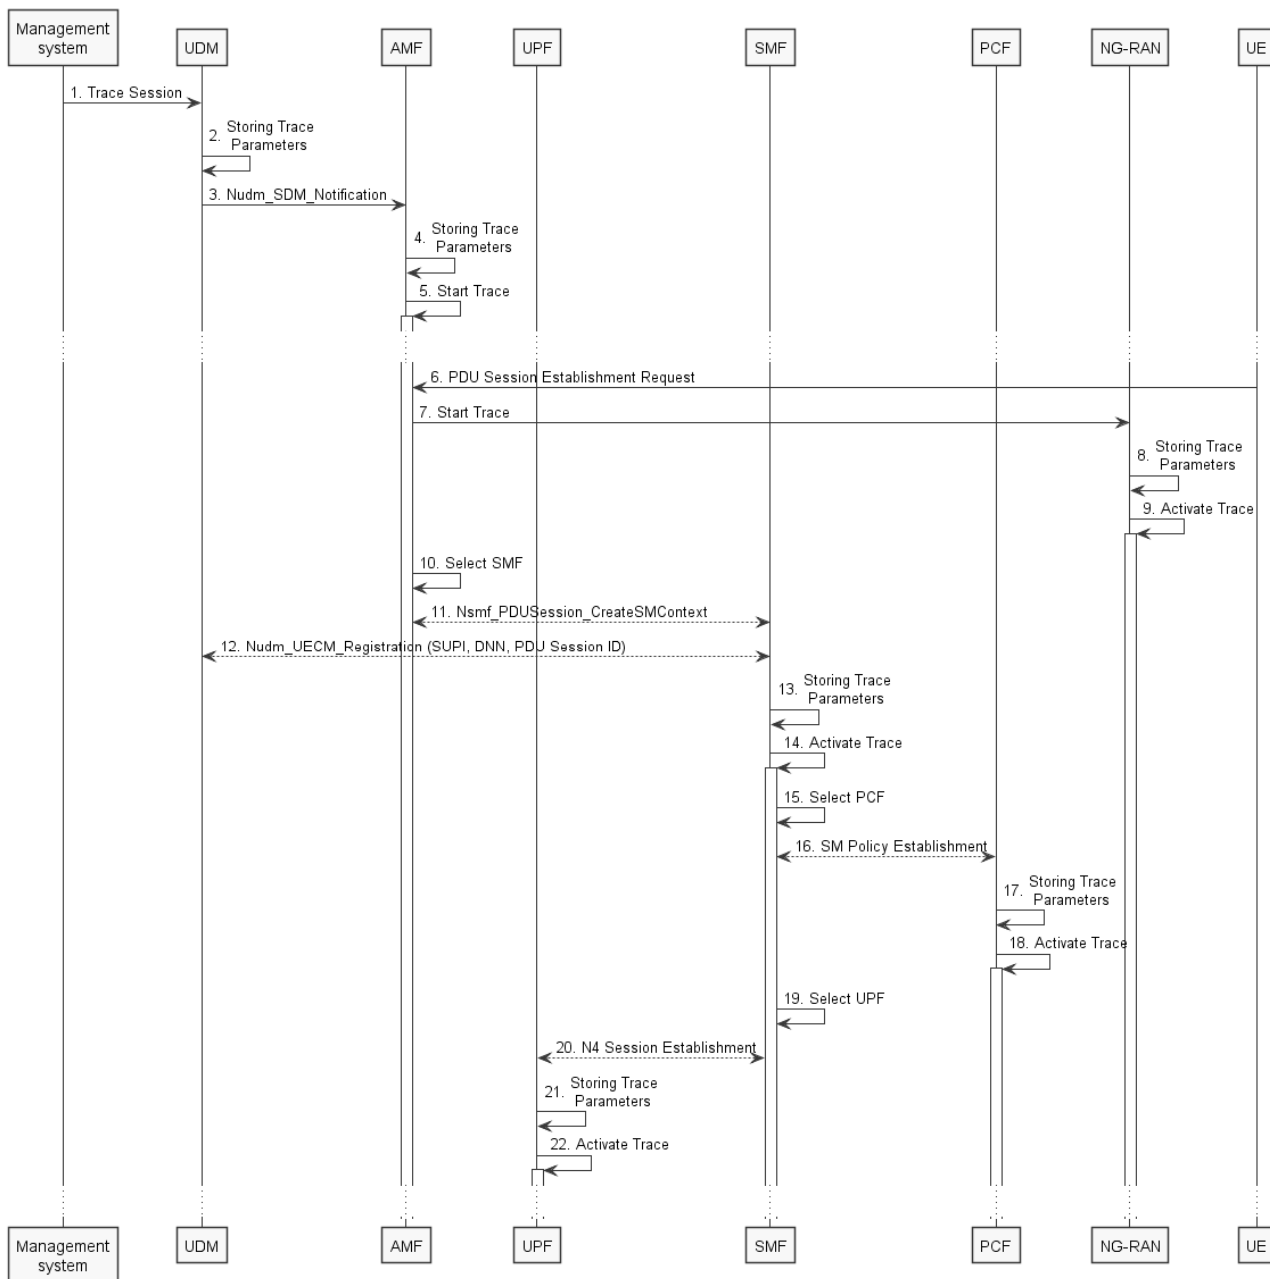 Management
system
UDM
AMF
UPF
SMF
PCF
NG-RAN
UE
1. Trace Session
2. Storing Trace
Parameters
3. Nudm_SDM_Notification
4. Storing Trace
Parameters
5. Start Trace
6. PDU Session Establishment Request
7. Start Trace
8. Storing Trace
Parameters
9. Activate Trace
10. Select SMF
11. Nsmf_PDUSession_CreateSMContext
12. Nudm_UECM_Registration (SUPI, DNN, PDU Session ID)
13. Storing Trace
Parameters
14. Activate Trace
15. Select PCF
16. SM Policy Establishment
17. Storing Trace
Parameters
18. Activate Trace
19. Select UPF
20. N4 Session Establishment
21. Storing Trace
Parameters
22. Activate Trace
Management
system
UDM
AMF
UPF
SMF
PCF
NG-RAN
UE